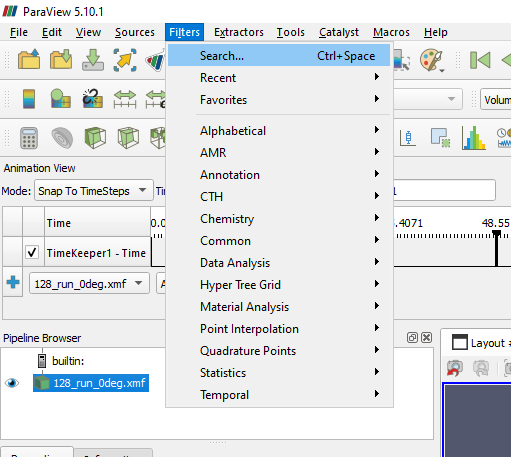 ParaView 5.10.1
File Edit View Sources Filters Extractors Tools Catalyst Macros Help
Search... Ctrl+Space
Recent
Favorites
Alphabetical
AMR
Annotation
CTH
Chemistry
Common
Data Analysis
Hyper Tree Grid
Material Analysis
Point Interpolation
Quadrature Points
Statistics
Temporal
Volum
Animation View
Mode: Snap To TimeSteps Tir 1
Time 0.0 .4071 48.55
TimeKeeper1 - Time
128_run_0deg.xmf A
Pipeline Browser
builtin:
128_run_0deg.xmf
Layout #